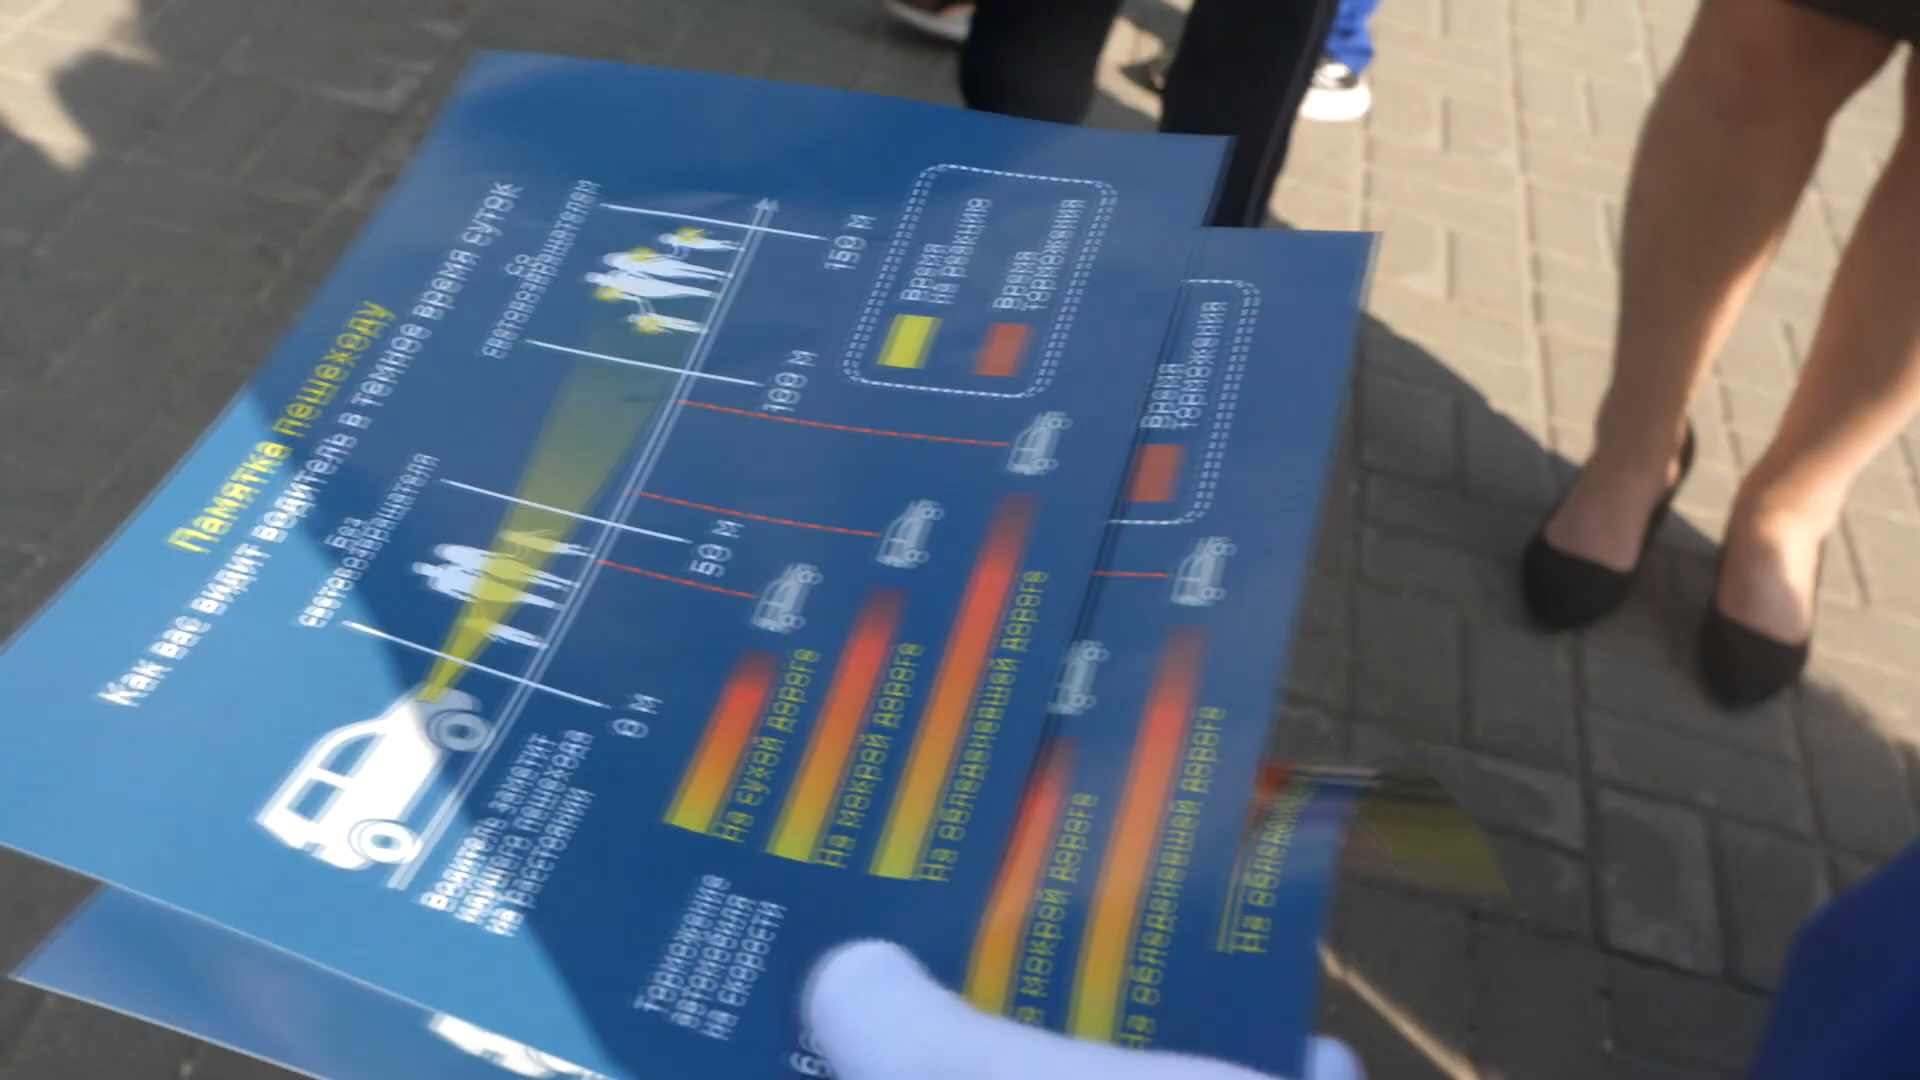 Памятка пешеходу
Как вас видит водитель в темное время суток
Без
световозвращателя
Со
световозвращателем
0 м
50 м
100 м
150 м
Водитель заметит
идущего пешехода
на расстоянии
Время
на реакцию
Время
торможения
На сухой дороге
На мокрой дороге
На обледеневшей дороге
Торможение
автомобиля
на скорости
Время
торможения
На мокрой дороге
На обледеневшей дороге